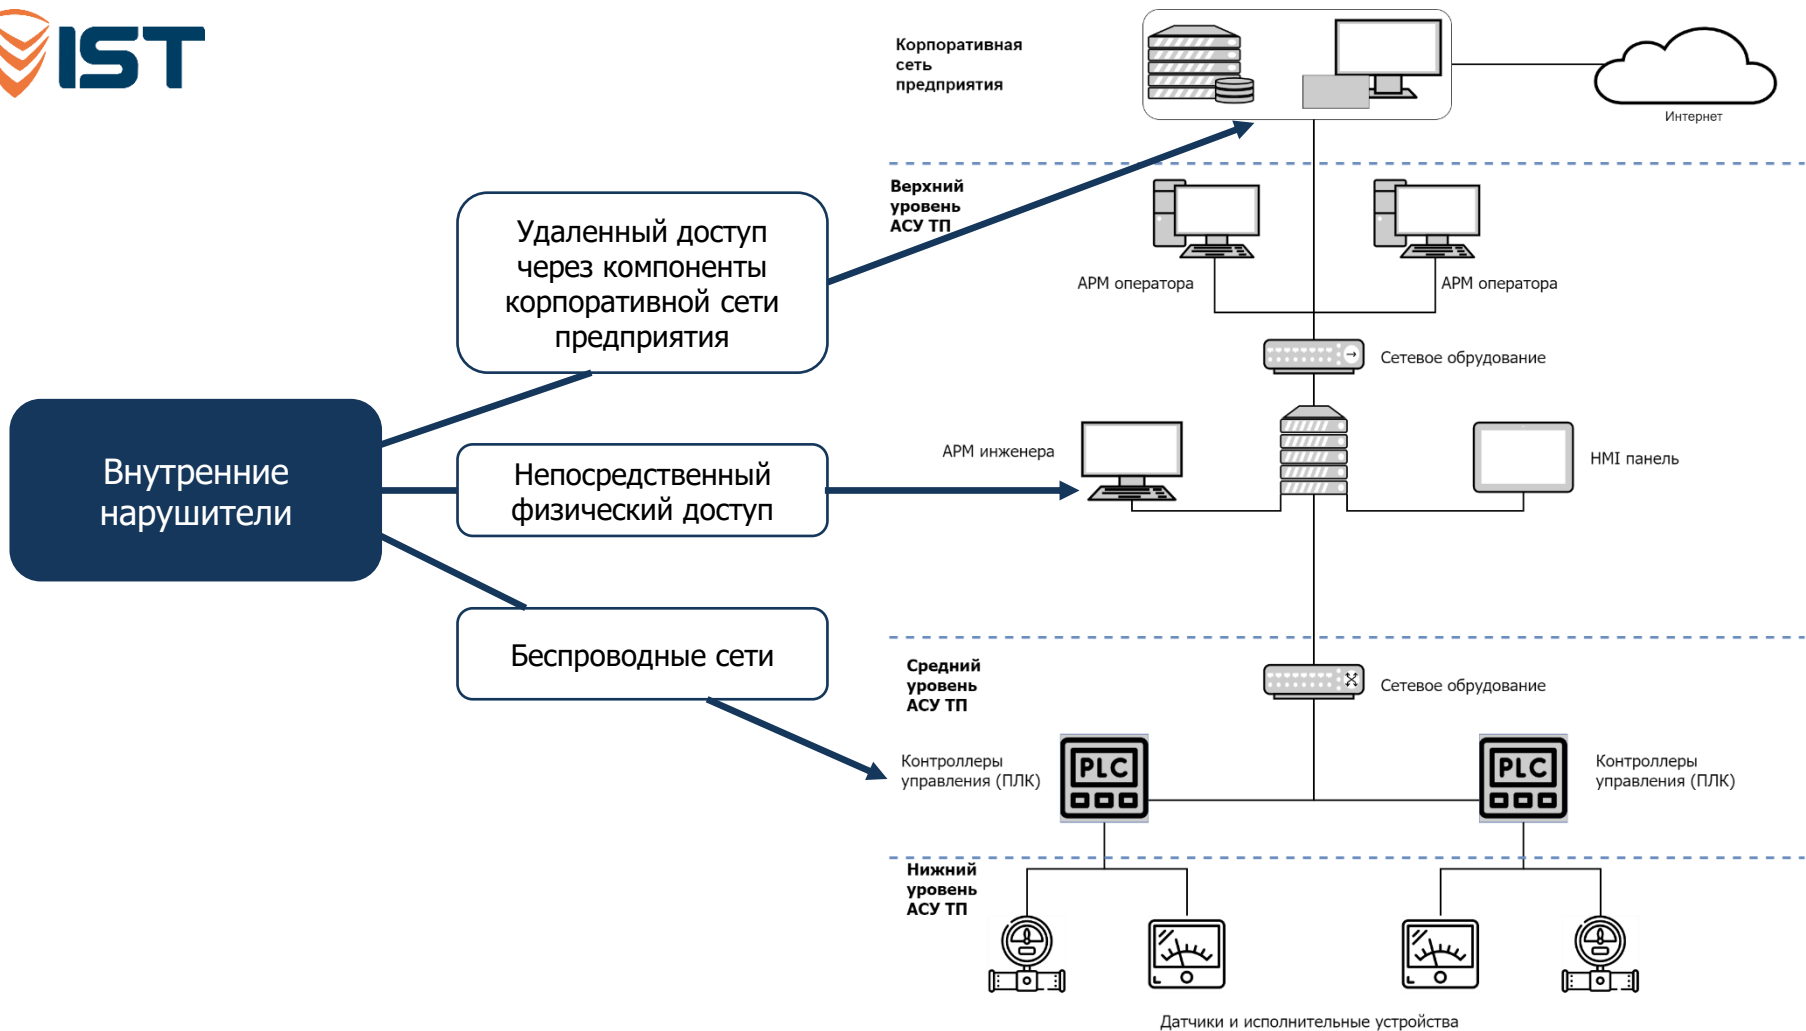 IST
Корпоративная
сеть
предприятия
Интернет
Верхний
уровень
АСУ ТП
АРМ оператора
АРМ оператора
Удаленный доступ
через компоненты
корпоративной сети
предприятия
Сетевое обрудование
Внутренние
нарушители
Непосредственный
физический доступ
АРМ инженера
HMI панель
Беспроводные сети
Средний
уровень
АСУ ТП
Сетевое обрудование
Контроллеры
управления (ПЛК)
PLC
PLC
Контроллеры
управления (ПЛК)
Нижний
уровень
АСУ ТП
Датчики и исполнительные устройства